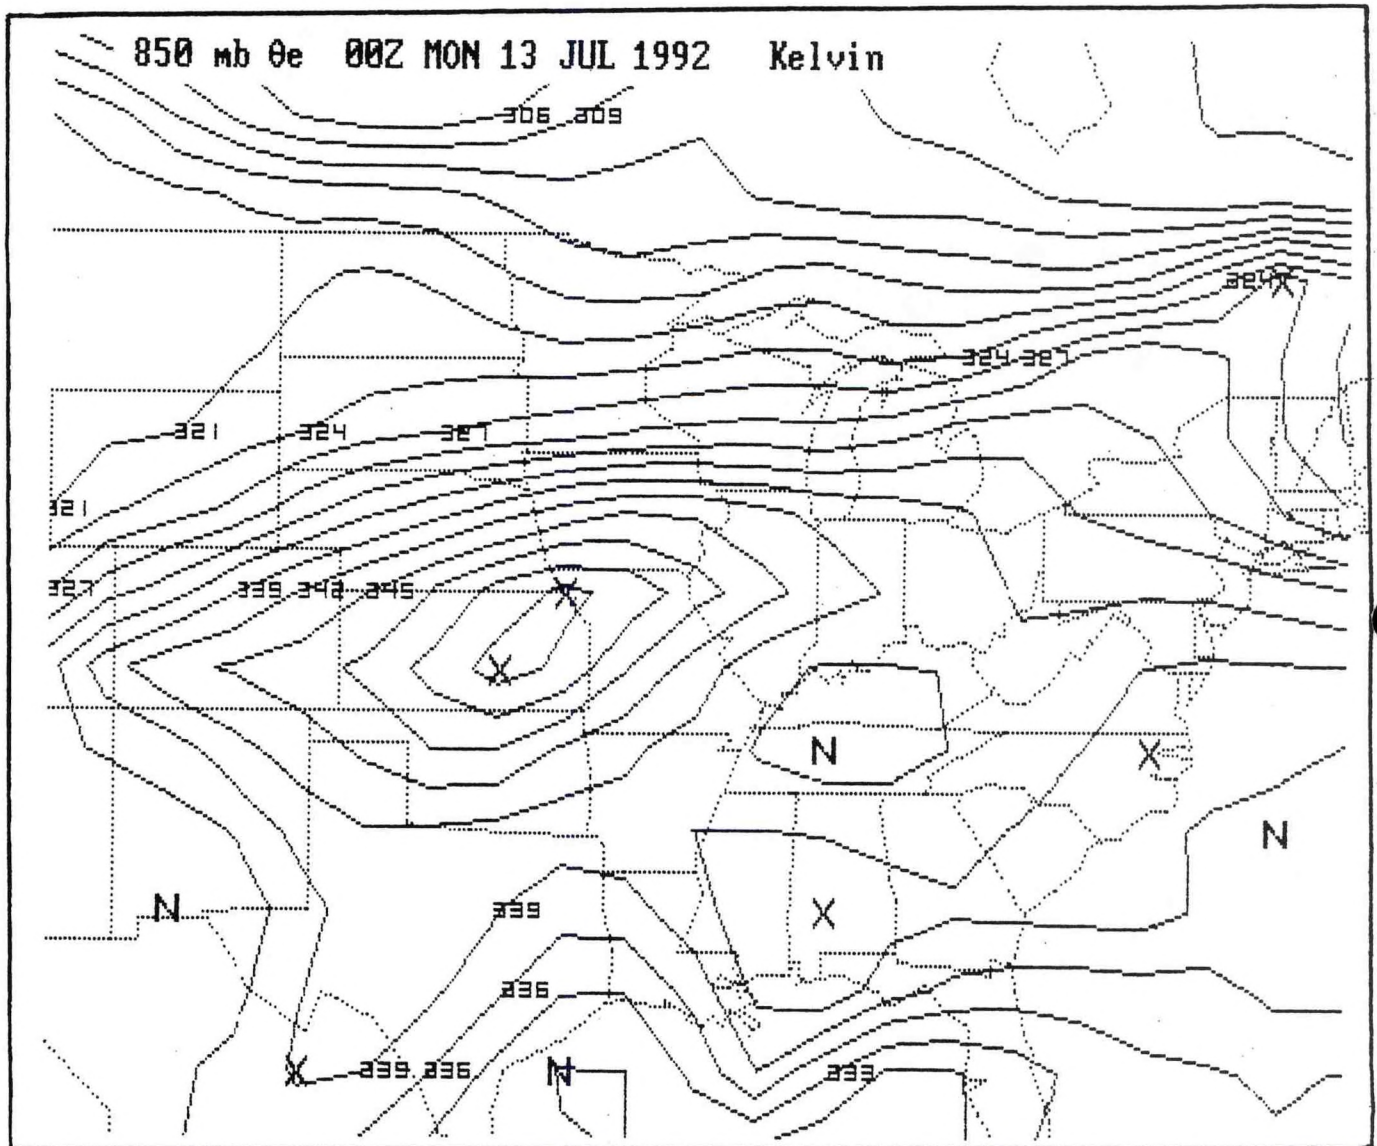 850 mb θe 00Z MON 13 JUL 1992 Kelvin
306 309
324 X
324 327
321 324 327
321
327 339 342 345 X
X
N X
N
N 339 X
336
X 339 336 N 333